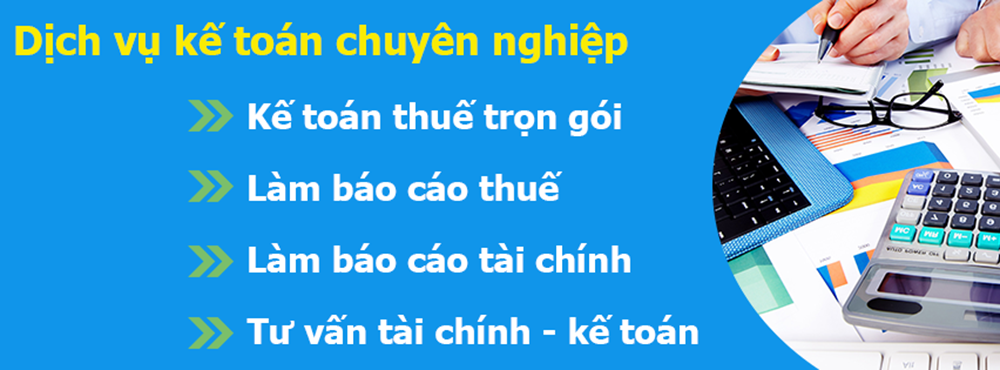 Dịch vụ kế toán chuyên nghiệp
Kế toán thuế trọn gói
Làm báo cáo thuế
Làm báo cáo tài chính
Tư vấn tài chính - kế toán